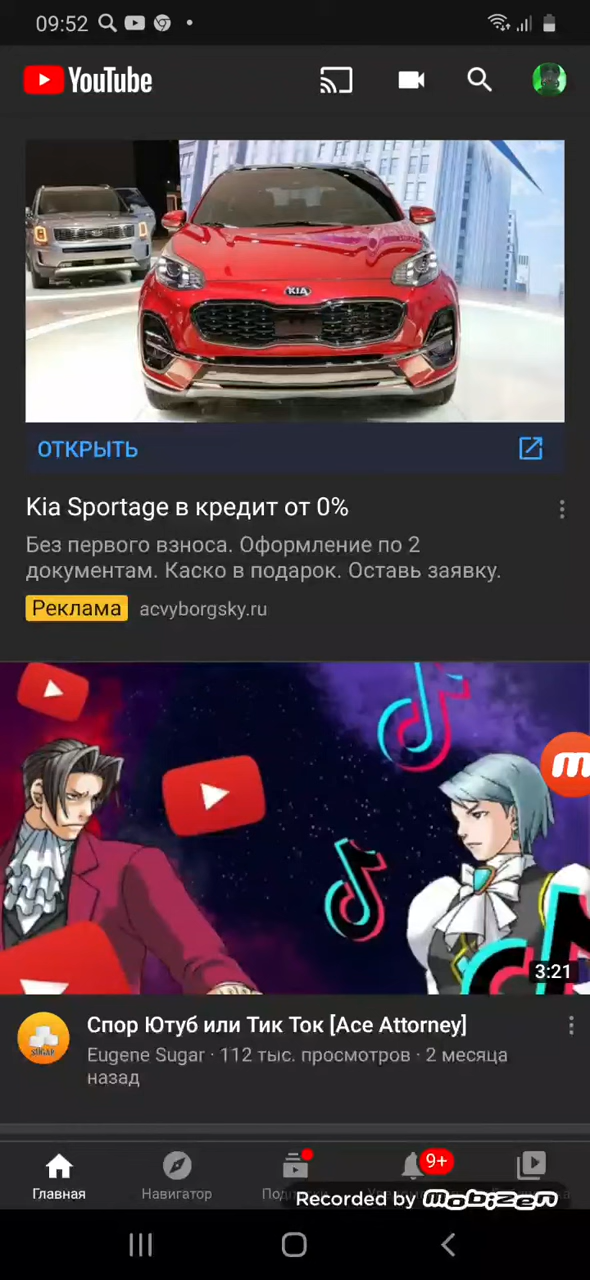 09:52
YouTube
KIA
ОТКРЫТЬ
Kia Sportage в кредит от 0%
Без первого взноса. Оформление по 2
документам. Каско в подарок. Оставь заявку.
Реклама acvyborgsky.ru
m
3:21
SUGAR
Спор Ютуб или Тик Ток [Ace Attorney]
Eugene Sugar · 112 тыс. просмотров · 2 месяца
назад
9+
Главная Навигатор
Recorded by mobizen